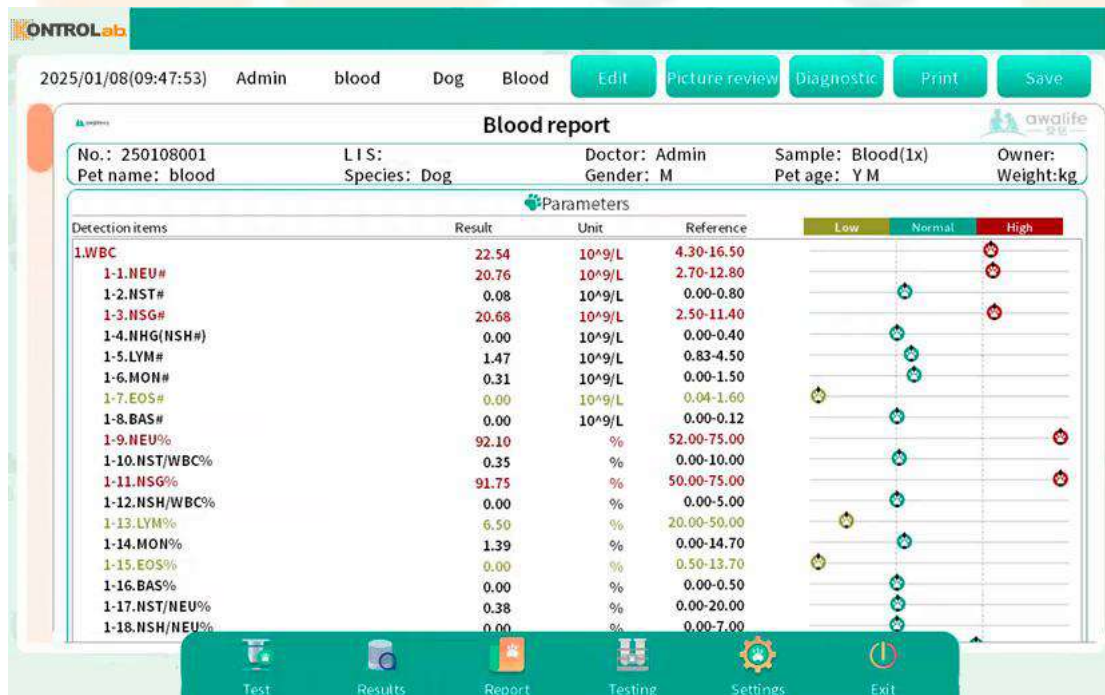 KONTROLab
2025/01/08(09:47:53) Admin blood Dog Blood Edit Picture review Diagnostic Print Save
Blood report
awalife
No.: 250108001 LIS: Doctor: Admin Sample: Blood(1x) Owner:
Pet name: blood Species: Dog Gender: M Pet age: Y M Weight:kg
Parameters
Detection items Result Unit Reference Low Normal High
1.WBC 22.54 10^9/L 4.30-16.50
1-1.NEU# 20.76 10^9/L 2.70-12.80
1-2.NST# 0.08 10^9/L 0.00-0.80
1-3.NSG# 20.68 10^9/L 2.50-11.40
1-4.NHG(NSH#) 0.00 10^9/L 0.00-0.40
1-5.LYM# 1.47 10^9/L 0.83-4.50
1-6.MON# 0.31 10^9/L 0.00-1.50
1-7.EOS# 0.00 10^9/L 0.04-1.60
1-8.BAS# 0.00 10^9/L 0.00-0.12
1-9.NEU% 92.10 % 52.00-75.00
1-10.NST/WBC% 0.35 % 0.00-10.00
1-11.NSG% 91.75 % 50.00-75.00
1-12.NSH/WBC% 0.00 % 0.00-5.00
1-13.LYM% 6.50 % 20.00-50.00
1-14.MON% 1.39 % 0.00-14.70
1-15.EOS% 0.00 % 0.50-13.70
1-16.BAS% 0.00 % 0.00-0.50
1-17.NST/NEU% 0.38 % 0.00-20.00
1-18.NSH/NEU% 0.00 % 0.00-7.00
Test Results Report Testing Settings Exit